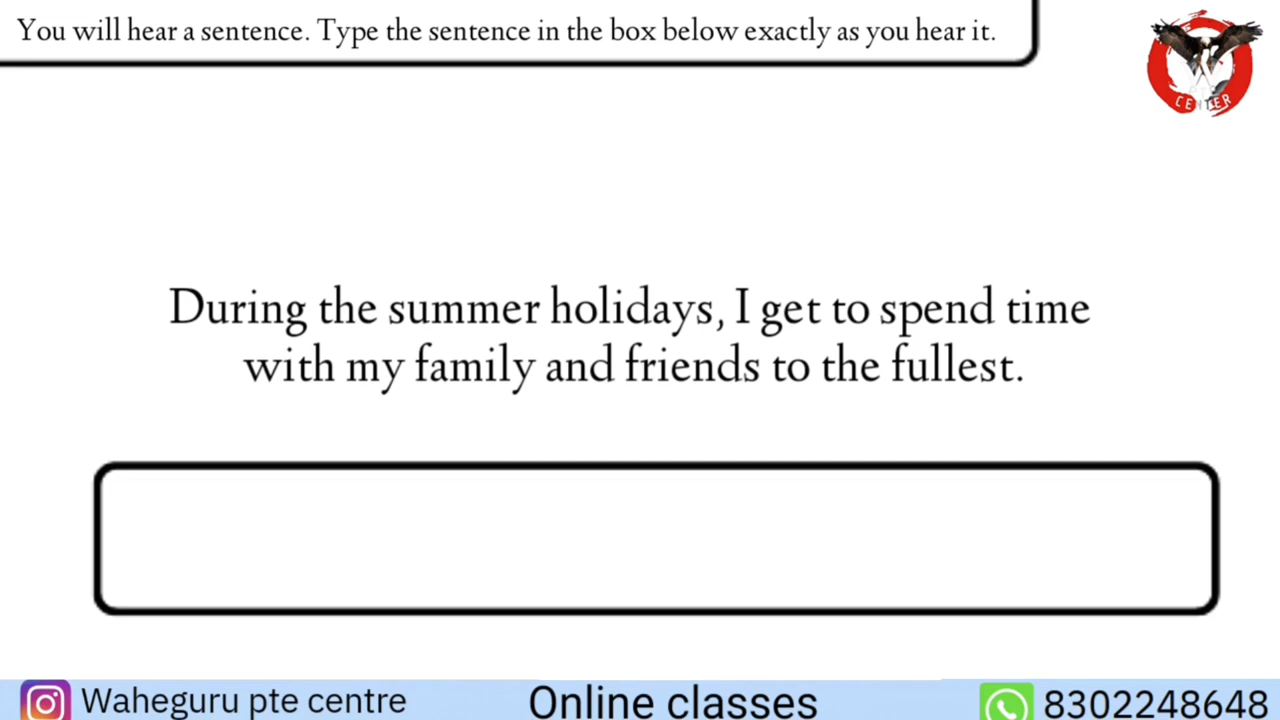 You will hear a sentence. Type the sentence in the box below exactly as you hear it.
CENTER
During the summer holidays, I get to spend time
with my family and friends to the fullest.
Waheguru pte centre
Online classes
8302248648